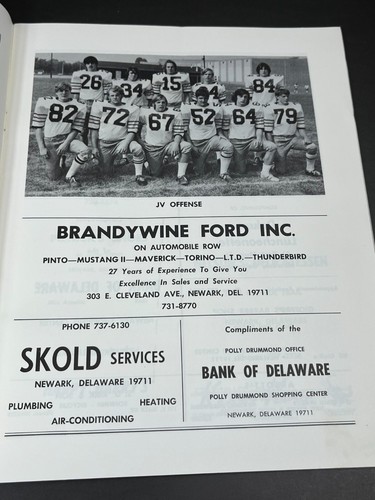 26 34 15 84
82 72 67 52 64 79
JV OFFENSE
BRANDYWINE FORD INC.
ON AUTOMOBILE ROW
PINTO—MUSTANG II—MAVERICK—TORINO—L.T.D.—THUNDERBIRD
27 Years of Experience To Give You
Excellence In Sales and Service
303 E. CLEVELAND AVE., NEWARK, DEL. 19711
731-8770
PHONE 737-6130
SKOLD SERVICES
NEWARK, DELAWARE 19711
PLUMBING HEATING
AIR-CONDITIONING
Compliments of the
POLLY DRUMMOND OFFICE
BANK OF DELAWARE
POLLY DRUMMOND SHOPPING CENTER
NEWARK, DELAWARE 19711